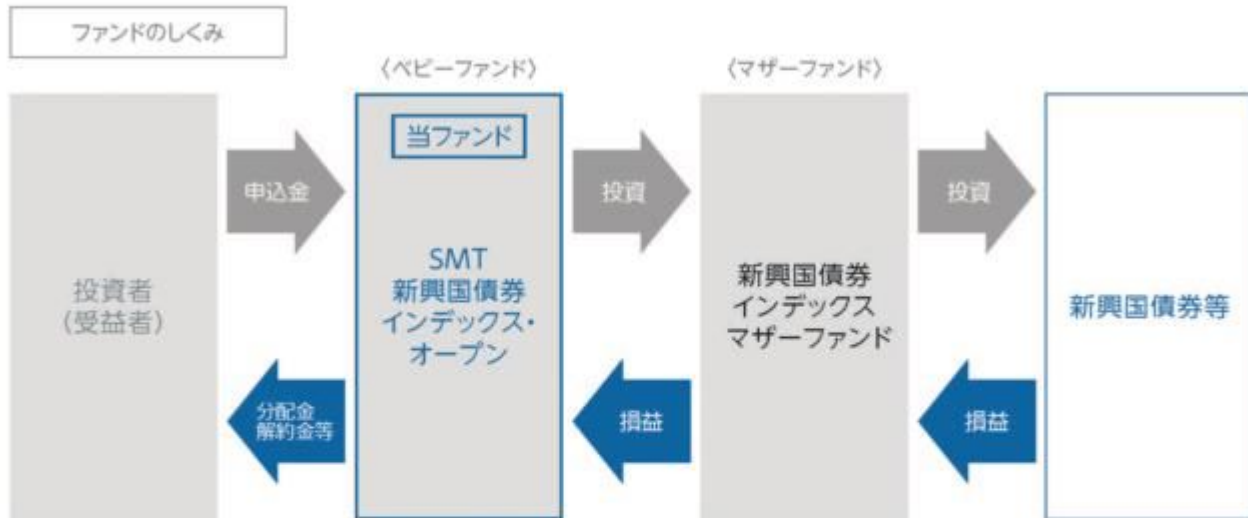 ファンドのしくみ
〈ベビーファンド〉
〈マザーファンド〉
投資者
（受益者）
申込金
分配金
解約金等
当ファンド
SMT
新興国債券
インデックス・
オープン
投資
損益
新興国債券
インデックス
マザーファンド
投資
損益
新興国債券等